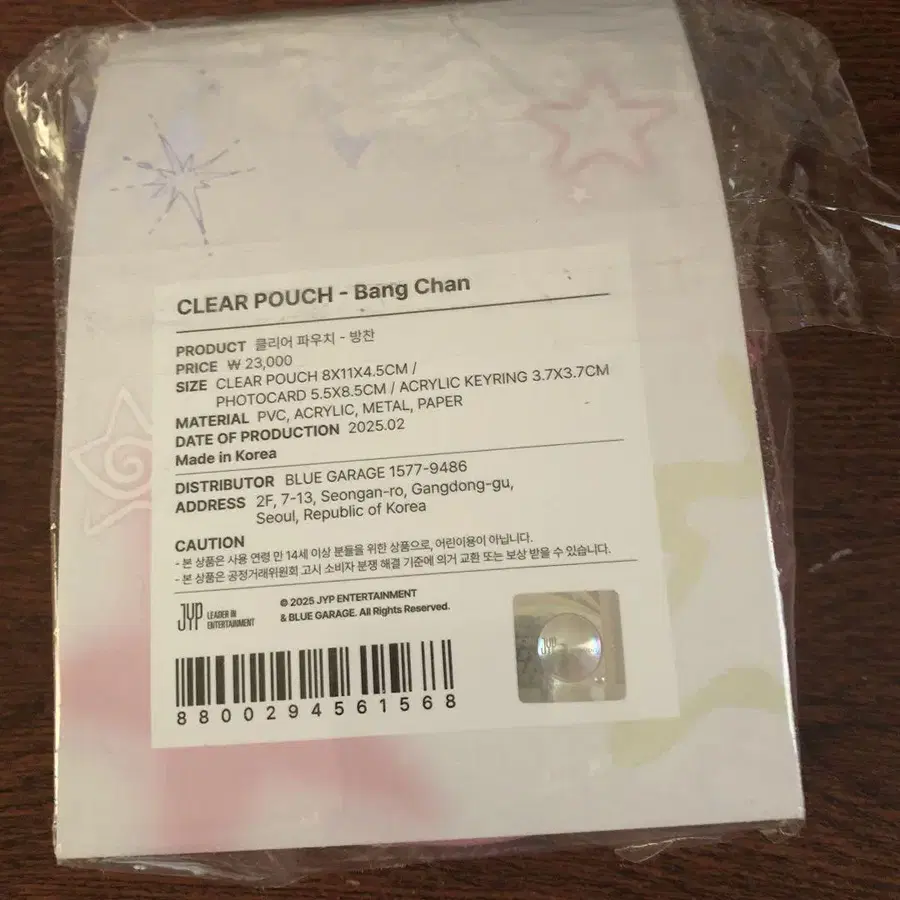 CLEAR POUCH - Bang Chan
PRODUCT 클리어 파우치 - 방찬
PRICE ₩ 23,000
SIZE CLEAR POUCH 8X11X4.5CM /
PHOTOCARD 5.5X8.5CM / ACRYLIC KEYRING 3.7X3.7CM
MATERIAL PVC, ACRYLIC, METAL, PAPER
DATE OF PRODUCTION 2025.02
Made in Korea
DISTRIBUTOR BLUE GARAGE 1577-9486
ADDRESS 2F, 7-13, Seongan-ro, Gangdong-gu,
Seoul, Republic of Korea
CAUTION
- 본 상품은 사용 연령 만 14세 이상 분들을 위한 상품으로, 어린이용이 아닙니다.
- 본 상품은 공정거래위원회 고시 소비자 분쟁 해결 기준에 의거 교환 또는 보상 받을 수 있습니다.
JYP LEADER IN
ENTERTAINMENT
© 2025 JYP ENTERTAINMENT
& BLUE GARAGE. All Rights Reserved.
JYP
8800294561568